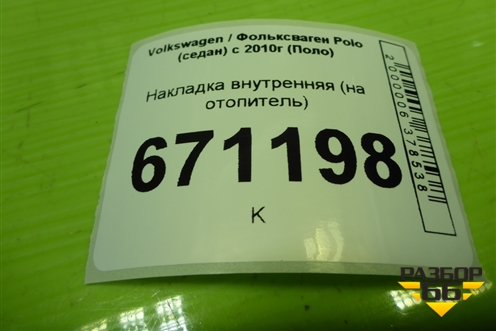 Volkswagen / Фольксваген Polo
(седан) с 2010г (Поло)
Накладка внутренняя (на
отопитель)
671198
К
2000006378538
РАЗБОР
66